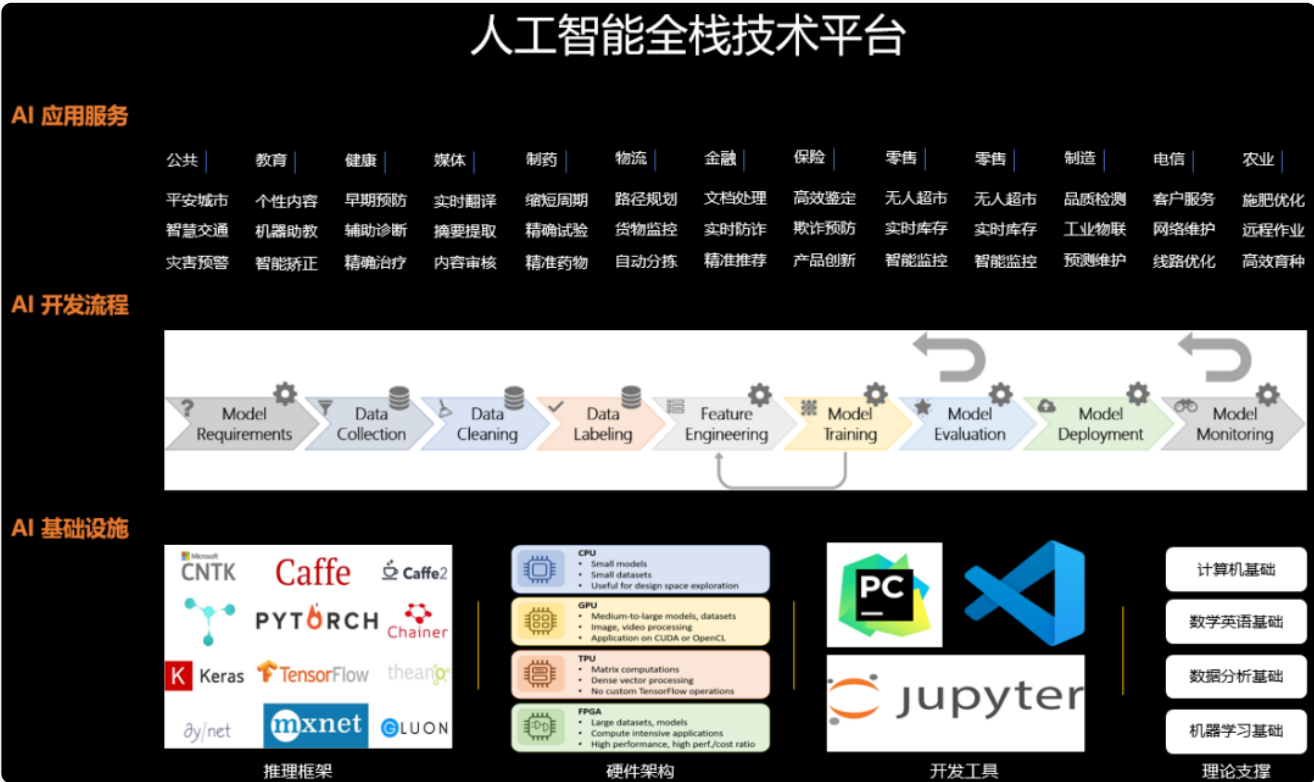 人工智能全栈技术平台
AI 应用服务
公共 教育 健康 媒体 制药 物流 金融 保险 零售 零售 制造 电信 农业
平安城市 个性内容 早期预防 实时翻译 缩短周期 路径规划 文档处理 高效鉴定 无人超市 无人超市 品质检测 客户服务 施肥优化
智慧交通 机器助教 辅助诊断 摘要提取 精确试验 货物监控 实时防诈 欺诈预防 实时库存 实时库存 工业物联 网络维护 远程作业
灾害预警 智能矫正 精确治疗 内容审核 精准药物 自动分拣 精准推荐 产品创新 智能监控 智能监控 预测维护 线路优化 高效育种
AI 开发流程
Model Requirements
Data Collection
Data Cleaning
Data Labeling
Feature Engineering
Model Training
Model Evaluation
Model Deployment
Model Monitoring
AI 基础设施
Microsoft
CNTK
Caffe
Caffe2
PYTORCH
Chainer
K Keras
TensorFlow
theano
dy/net
mxnet
GLUON
推理框架
CPU
• Small models
• Small datasets
• Useful for design space exploration
GPU
• Medium-to-large models, datasets
• Image, video processing
• Application on CUDA or OpenCL
TPU
• Matrix computations
• Dense vector processing
• No custom TensorFlow operations
FPGA
• Large datasets, models
• Compute intensive applications
• High performance, high perf./cost ratio
硬件架构
PC
jupyter
开发工具
计算机基础
数学英语基础
数据分析基础
机器学习基础
理论支撑